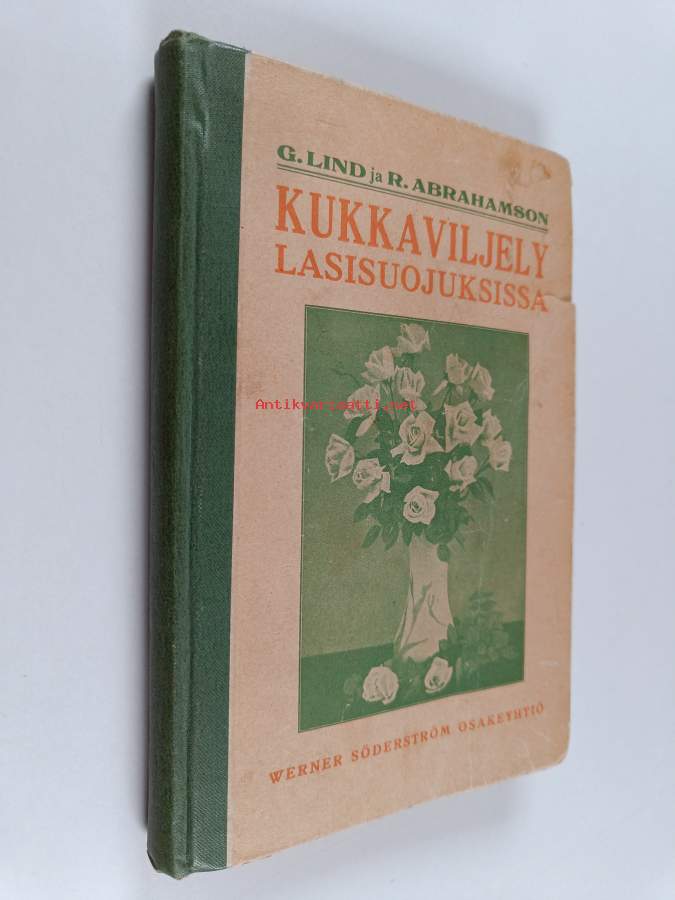 G. LIND ja R. ABRAHAMSON
KUKKAVILJELY
LASISUOJUKSISSA
Antikvariaatti.net
WERNER SÖDERSTRÖM OSAKEYHTIÖ